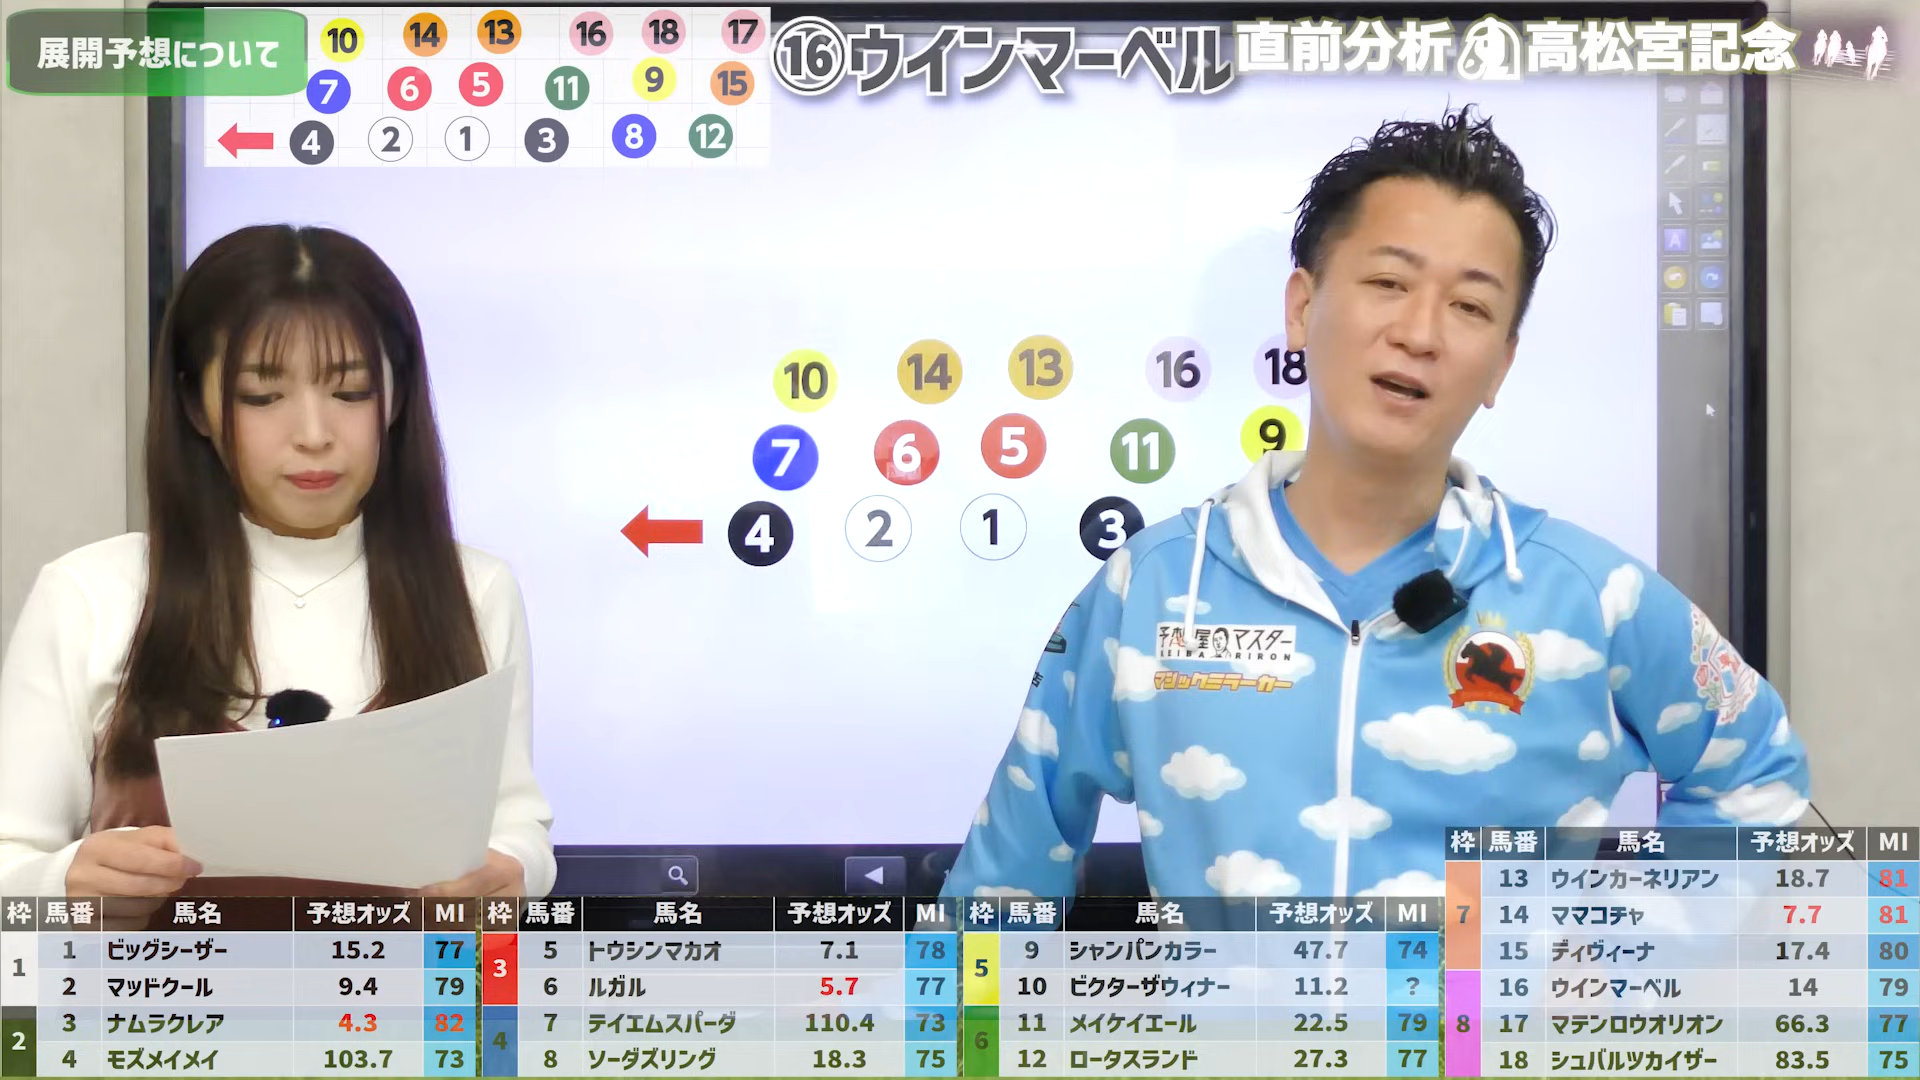 展開予想について
10 14 13 16 18 17
7 6 5 11 9 15
4 2 1 3 8 12
⑯ウインマーベル
直前分析 高松宮記念
10 14 13 16 18
7 6 5 11 9
4 2 1 3
予想屋マスター
KEIBA RIRON
マジックミラーカー
枠 馬番 馬名 予想オッズ MI
1 1 ビッグシーザー 15.2 77
2 マッドクール 9.4 79
2 3 ナムラクレア 4.3 82
4 モズメイメイ 103.7 73
枠 馬番 馬名 予想オッズ MI
3 5 トウシンマカオ 7.1 78
6 ルガル 5.7 77
4 7 テイエムスパーダ 110.4 73
8 ソーダズリング 18.3 75
枠 馬番 馬名 予想オッズ MI
5 9 シャンパンカラー 47.7 74
10 ビクターザウィナー 11.2 ?
6 11 メイケイエール 22.5 79
12 ロータスランド 27.3 77
枠 馬番 馬名 予想オッズ MI
7 13 ウインカーネリアン 18.7 81
14 ママコチャ 7.7 81
15 ディヴィーナ 17.4 80
8 16 ウインマーベル 14 79
17 マテンロウオリオン 66.3 77
18 シュバルツカイザー 83.5 75